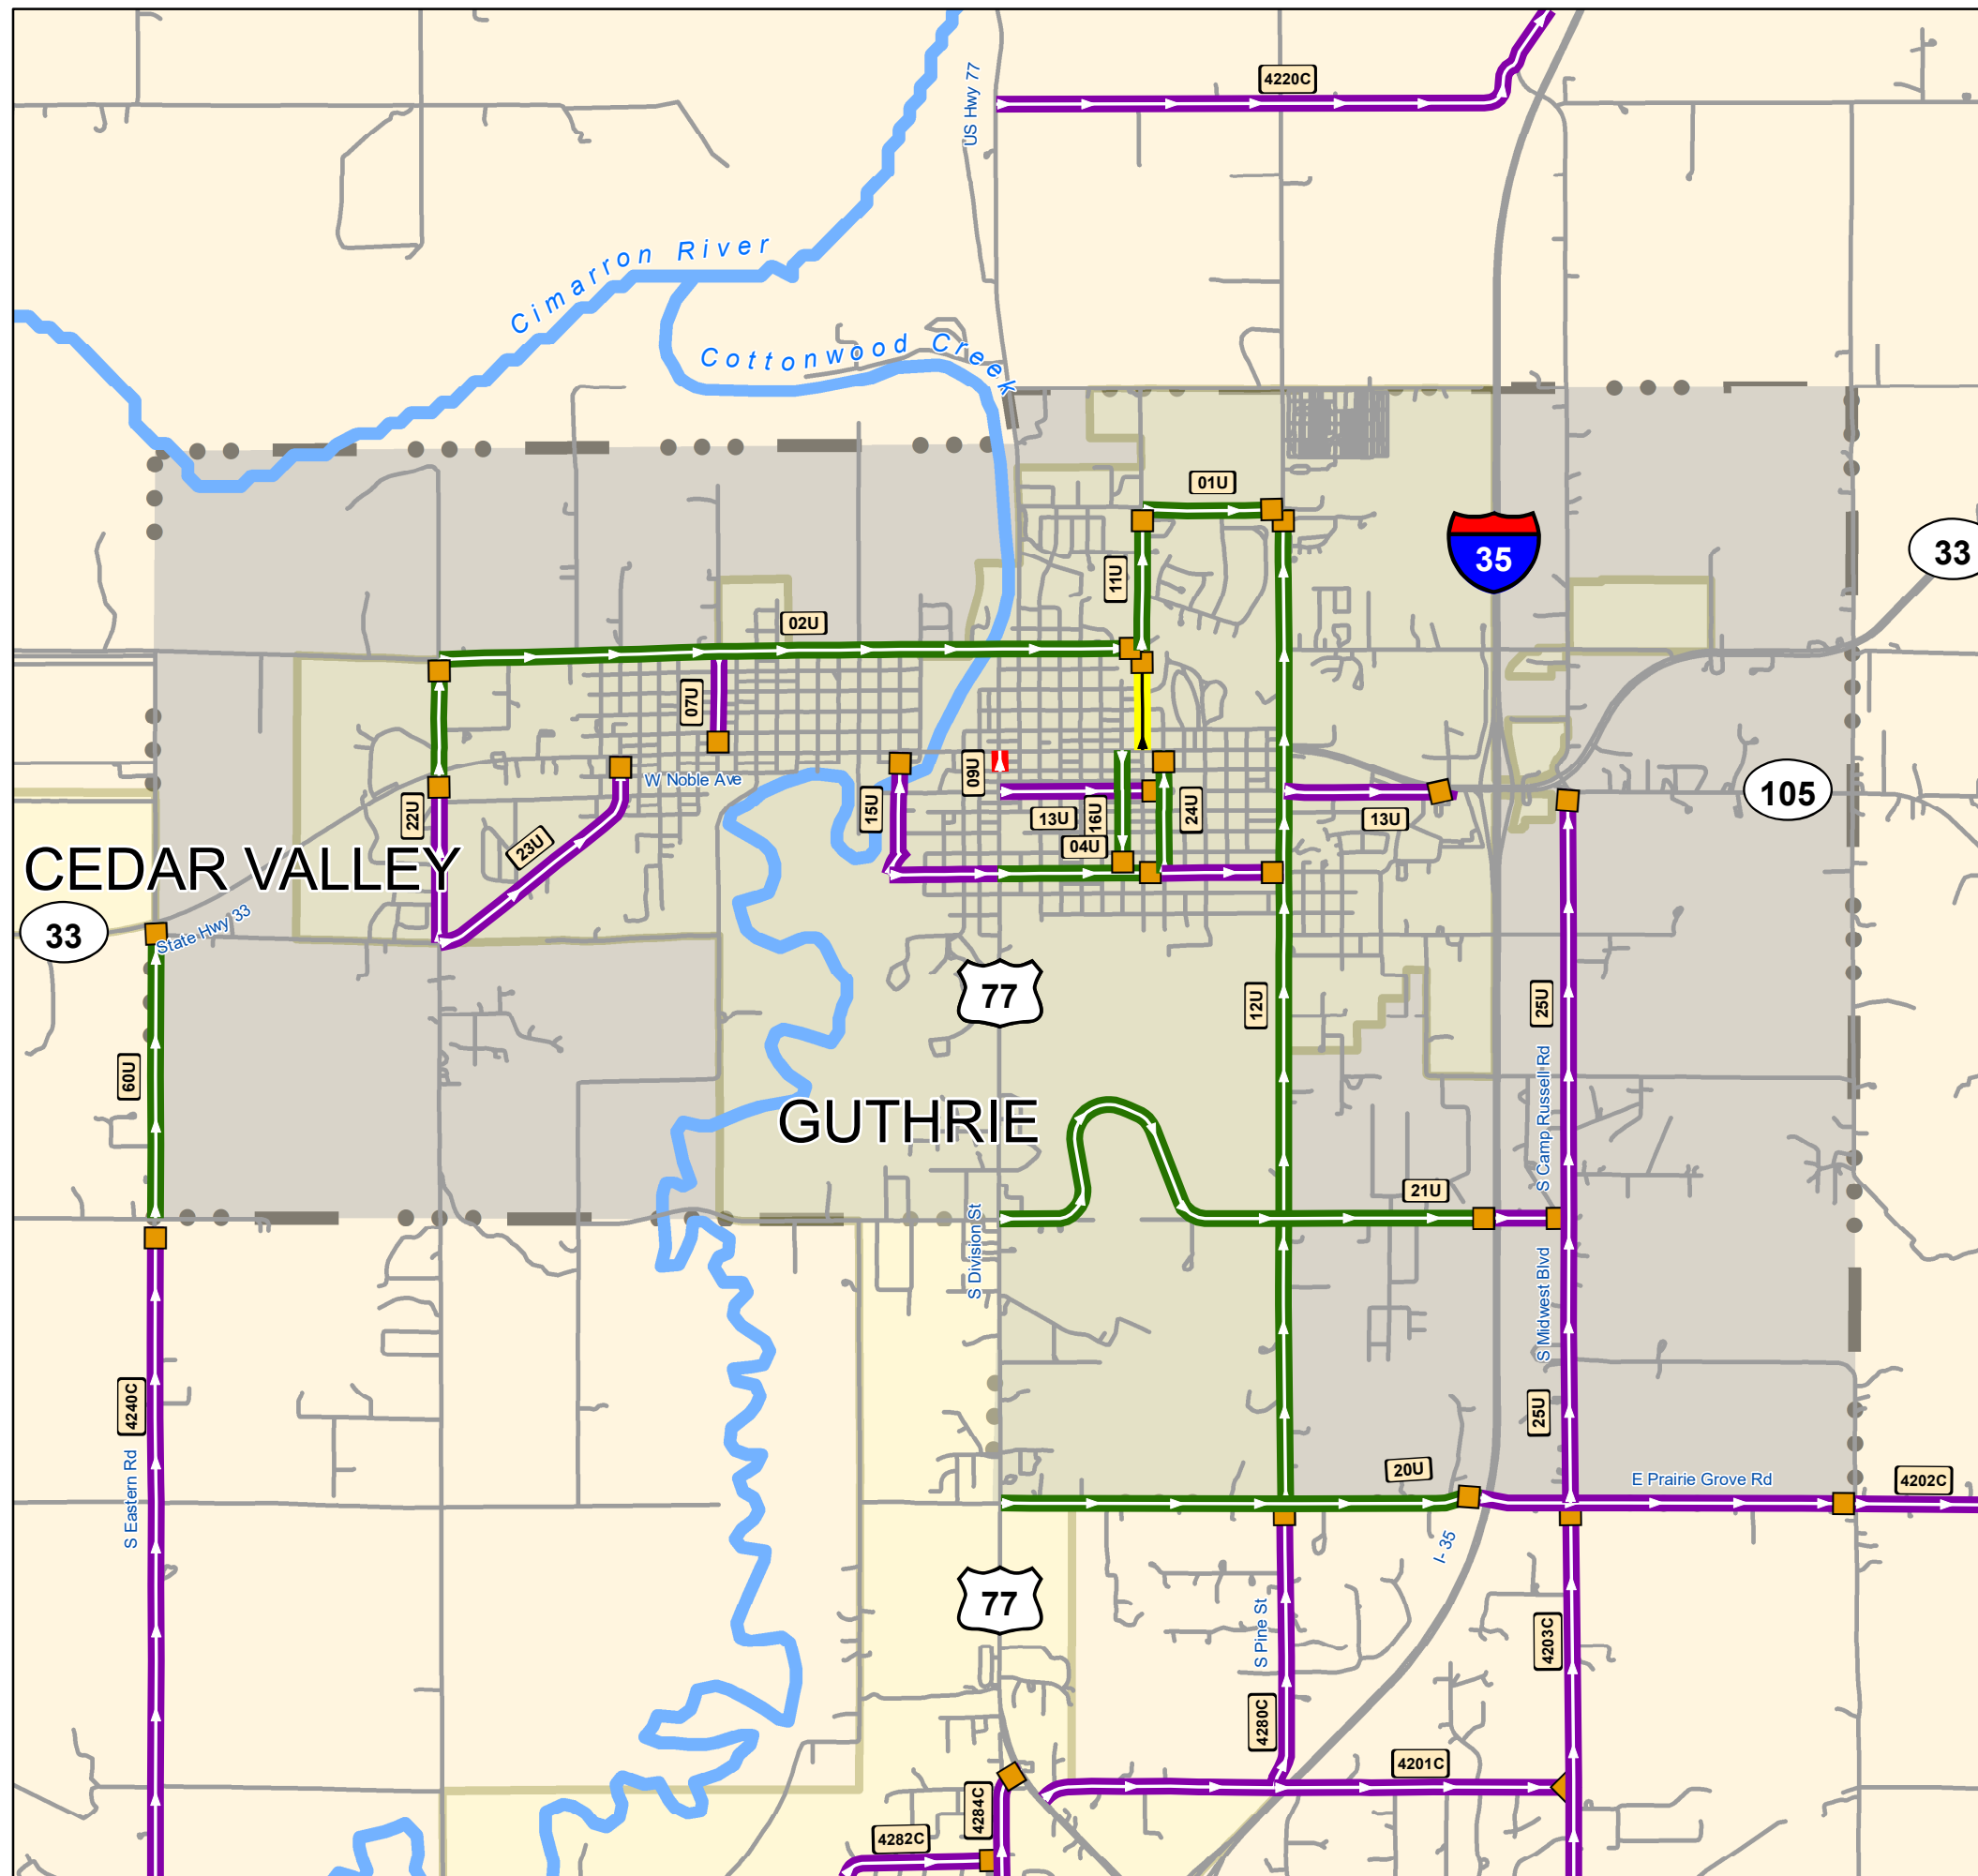 4220C
US Hwy 77
Cimarron River
Cottonwood Creek
01U
35
33
11U
02U
07U
W Noble Ave
09U
15U
22U
13U
16U
24U
13U
105
23U
04U
CEDAR VALLEY
33
State Hwy 33
77
12U
25U
60U
S Camp Russell Rd
GUTHRIE
21U
S Division St
S Midwest Blvd
4240C
25U
S Eastern Rd
20U
E Prairie Grove Rd
4202C
I- 35
77
S Pine St
4203C
4280C
4201C
4284C
4282C